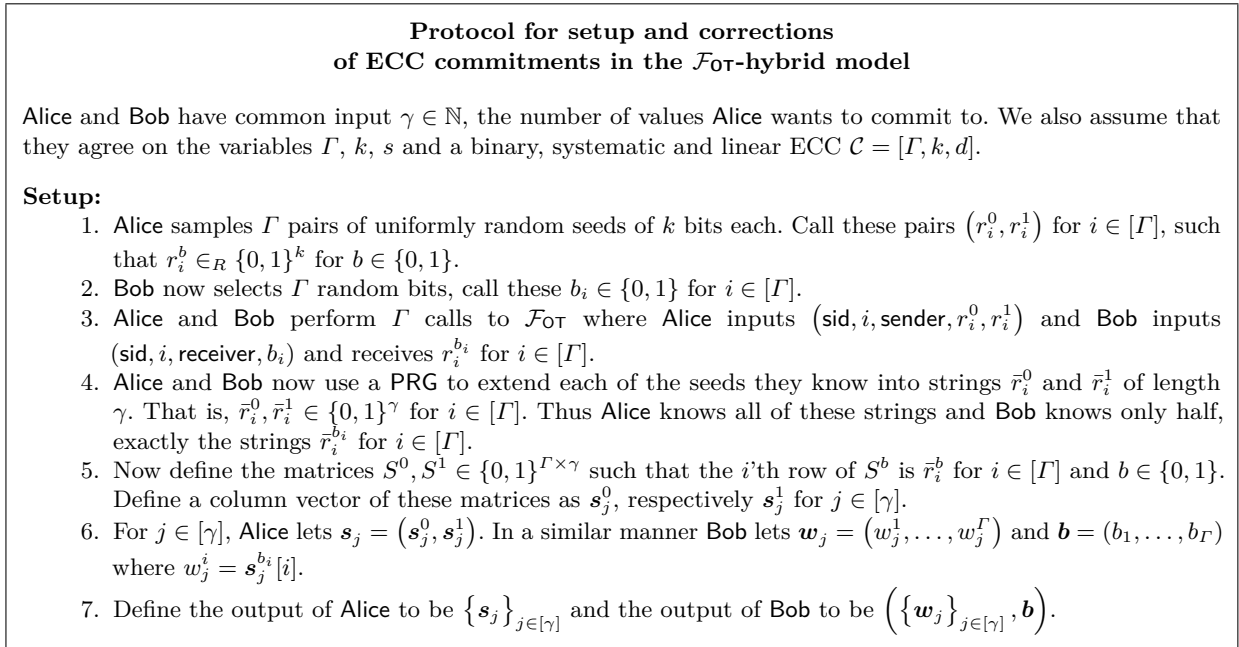 Protocol for setup and corrections
of ECC commitments in the 𝓕_OT-hybrid model
Alice and Bob have common input γ ∈ ℕ, the number of values Alice wants to commit to. We also assume that
they agree on the variables Γ, k, s and a binary, systematic and linear ECC 𝒞 = [Γ, k, d].
Setup:
1. Alice samples Γ pairs of uniformly random seeds of k bits each. Call these pairs (r_i^0, r_i^1) for i ∈ [Γ], such
that r_i^b ∈_R {0, 1}^k for b ∈ {0, 1}.
2. Bob now selects Γ random bits, call these b_i ∈ {0, 1} for i ∈ [Γ].
3. Alice and Bob perform Γ calls to 𝓕_OT where Alice inputs (sid, i, sender, r_i^0, r_i^1) and Bob inputs
(sid, i, receiver, b_i) and receives r_i^{b_i} for i ∈ [Γ].
4. Alice and Bob now use a PRG to extend each of the seeds they know into strings r̄_i^0 and r̄_i^1 of length
γ. That is, r̄_i^0, r̄_i^1 ∈ {0, 1}^γ for i ∈ [Γ]. Thus Alice knows all of these strings and Bob knows only half,
exactly the strings r̄_i^{b_i} for i ∈ [Γ].
5. Now define the matrices S^0, S^1 ∈ {0, 1}^{Γ×γ} such that the i'th row of S^b is r̄_i^b for i ∈ [Γ] and b ∈ {0, 1}.
Define a column vector of these matrices as s_j^0, respectively s_j^1 for j ∈ [γ].
6. For j ∈ [γ], Alice lets s_j = (s_j^0, s_j^1). In a similar manner Bob lets w_j = (w_j^1, . . . , w_j^Γ) and b = (b_1, . . . , b_Γ)
where w_j^i = s_j^{b_i}[i].
7. Define the output of Alice to be {s_j}_{j∈[γ]} and the output of Bob to be ({w_j}_{j∈[γ]}, b).